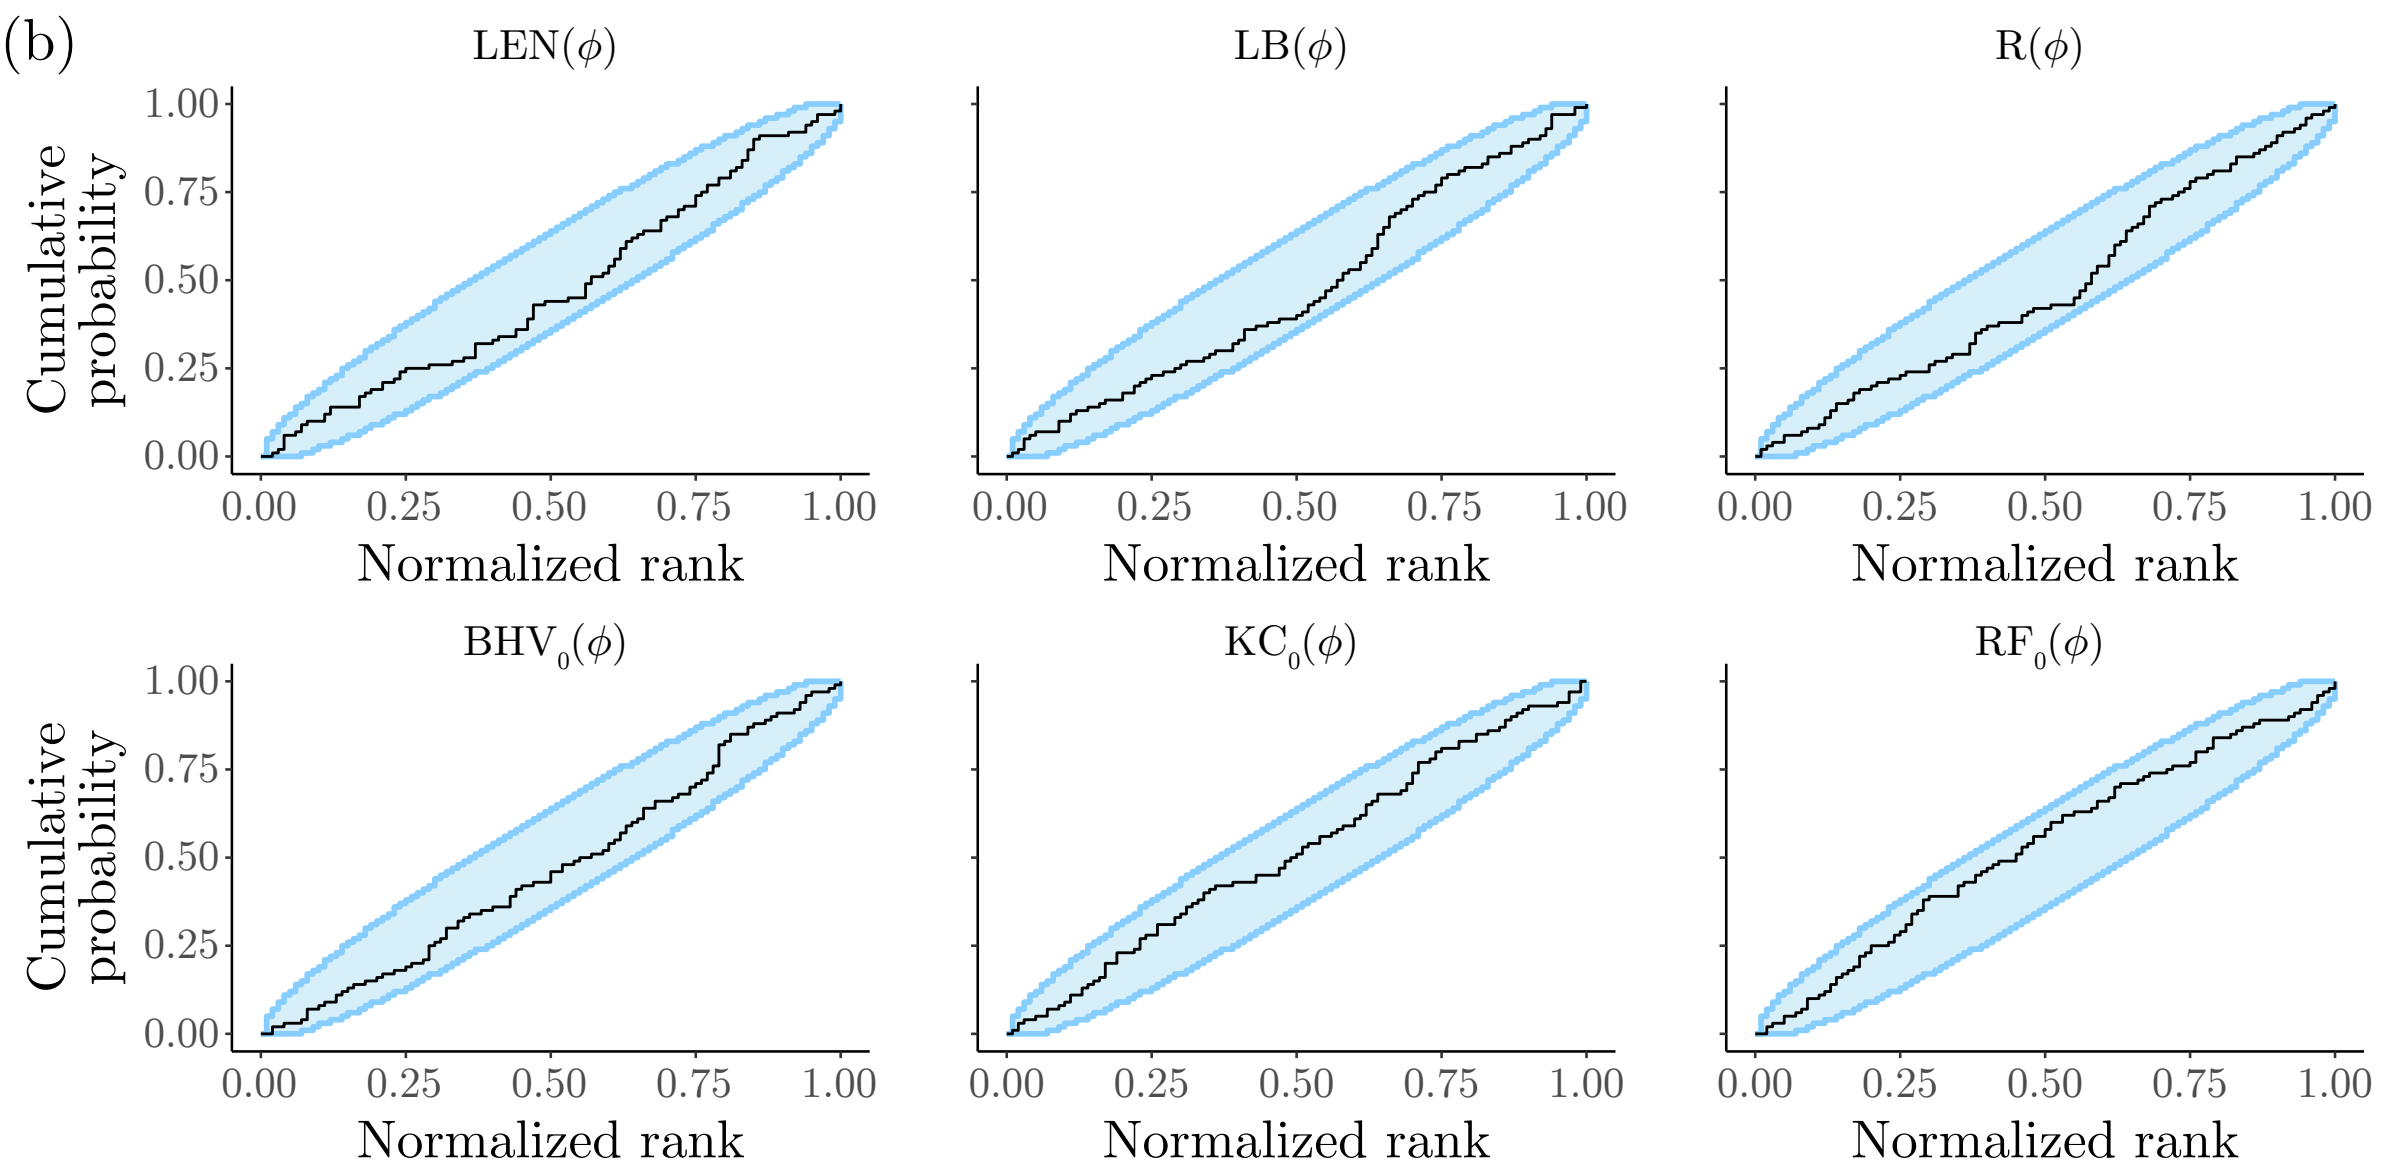 (b)
LEN(ϕ) LB(ϕ) R(ϕ)
Cumulative
probability
1.00
0.75
0.50
0.25
0.00
0.00 0.25 0.50 0.75 1.00 0.00 0.25 0.50 0.75 1.00 0.00 0.25 0.50 0.75 1.00
Normalized rank Normalized rank Normalized rank
BHV₀(ϕ) KC₀(ϕ) RF₀(ϕ)
Cumulative
probability
1.00
0.75
0.50
0.25
0.00
0.00 0.25 0.50 0.75 1.00 0.00 0.25 0.50 0.75 1.00 0.00 0.25 0.50 0.75 1.00
Normalized rank Normalized rank Normalized rank